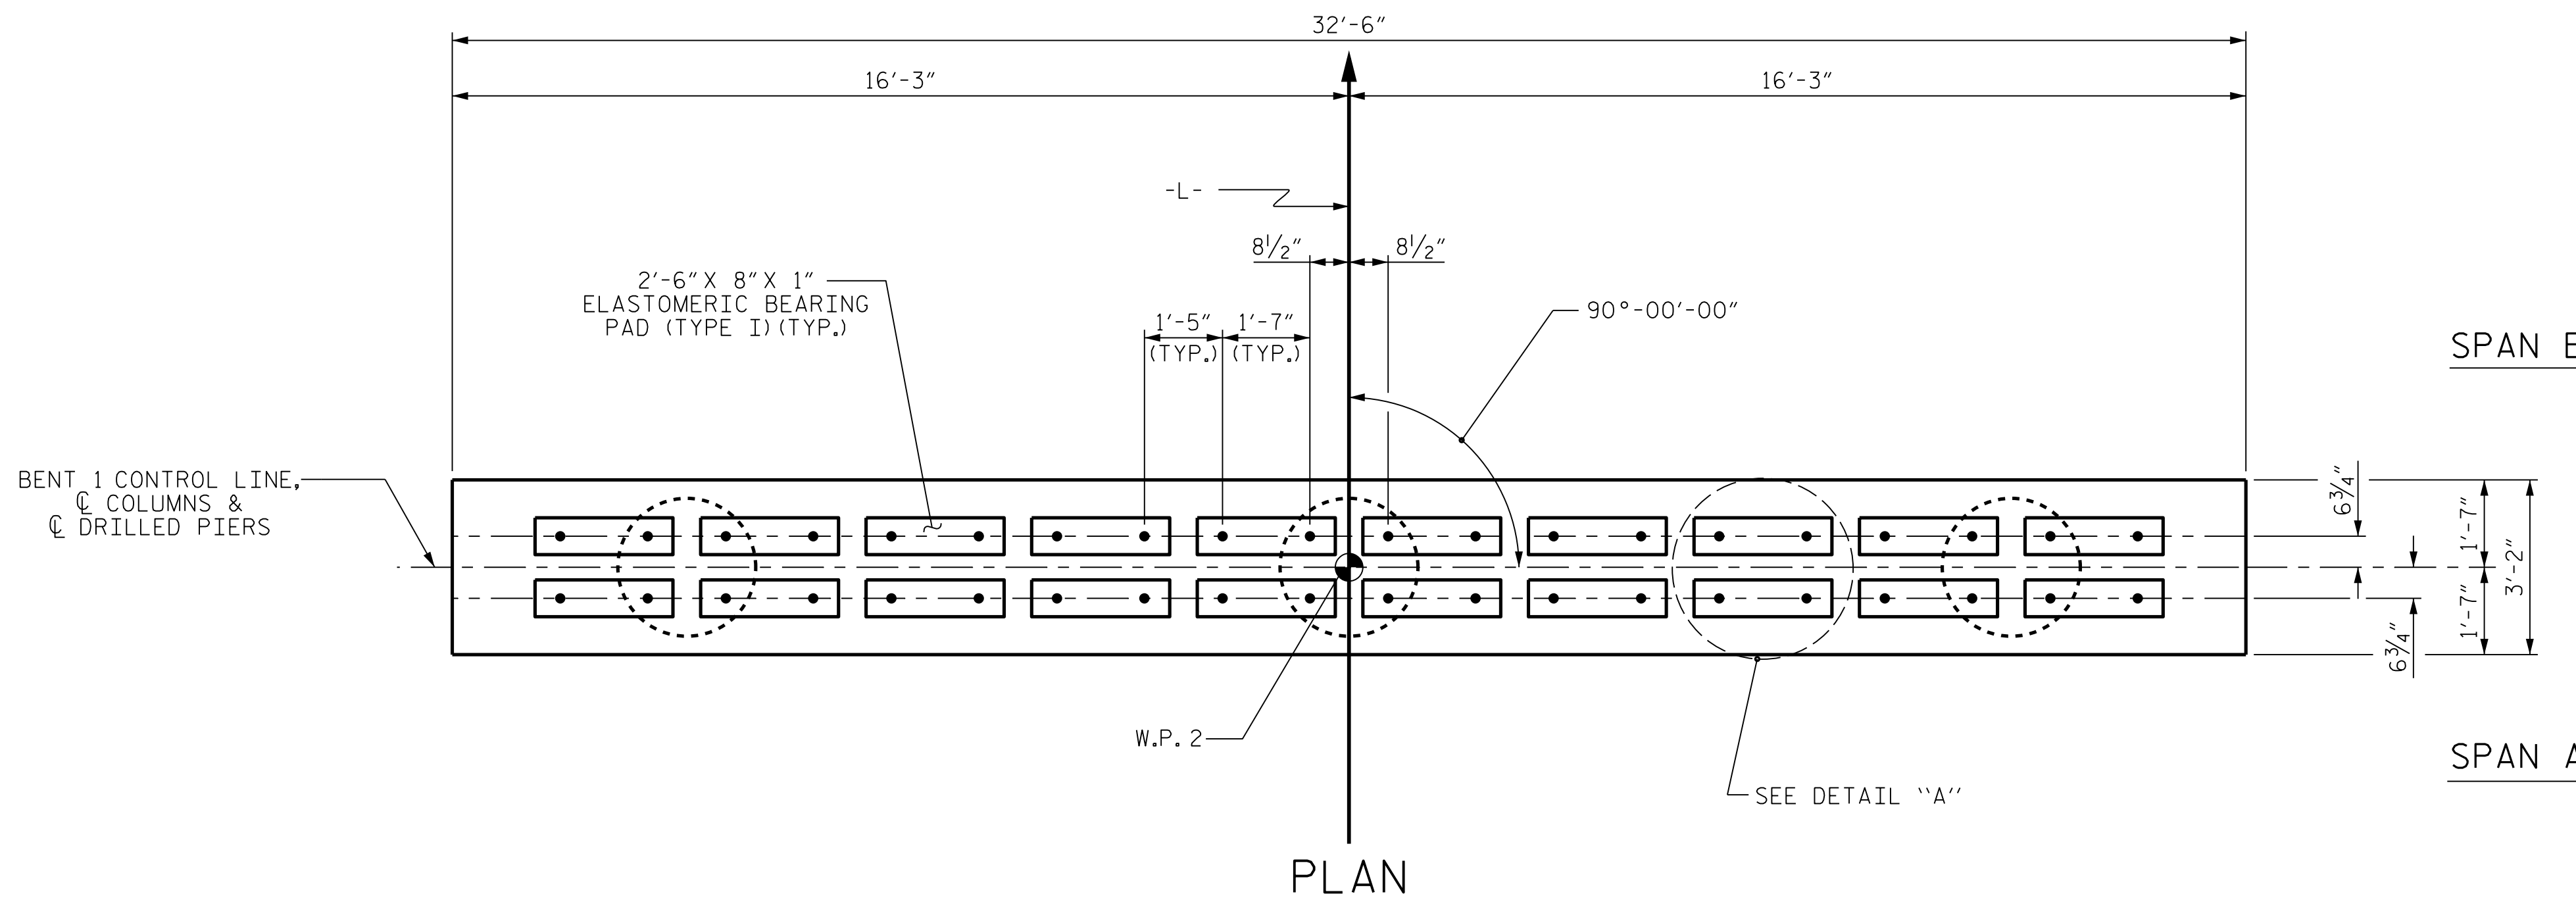 32'-6"
16'-3"
16'-3"
-L-
8½"
8½"
2'-6" X 8" X 1"
ELASTOMERIC BEARING
PAD (TYPE I)(TYP.)
90°-00'-00"
1'-5"
(TYP.)
1'-7"
(TYP.)
SPAN
BENT 1 CONTROL LINE,
℄ COLUMNS &
℄ DRILLED PIERS
6¾"
1'-7"
3'-2"
1'-7"
6¾"
W.P. 2
SEE DETAIL "A"
SPAN
PLAN